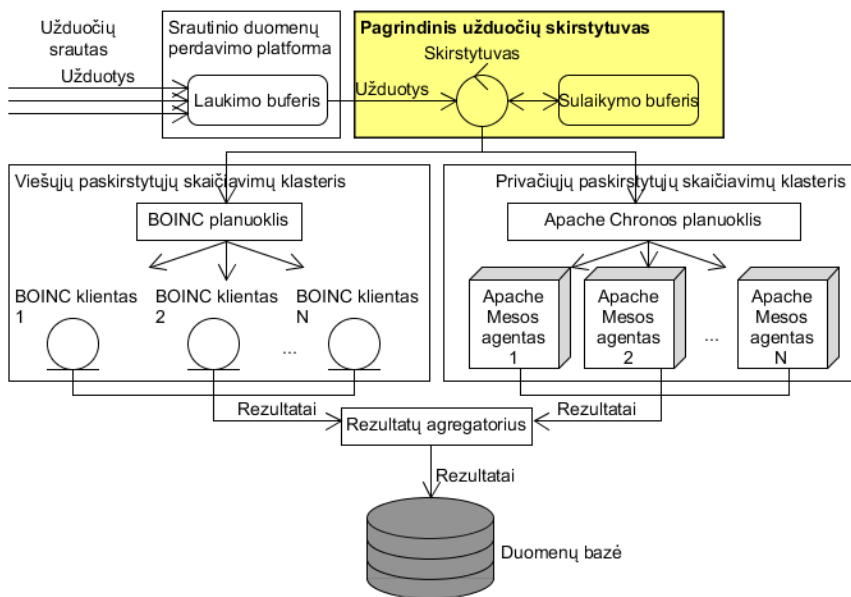 Užduočių
srautas
Užduotys
Srautinio duomenų
perdavimo platforma
Laukimo buferis
Pagrindinis užduočių skirstytuvas
Skirstytuvas
Užduotys
Sulaikymo buferis
Viešųjų paskirstytųjų skaičiavimų klasteris
BOINC planuoklis
BOINC klientas
1
BOINC klientas
2
...
BOINC klientas
N
Privačiųjų paskirstytųjų skaičiavimų klasteris
Apache Chronos planuoklis
Apache
Mesos
agentas
1
Apache
Mesos
agentas
2
...
Apache
Mesos
agentas
N
Rezultatai
Rezultatai
Rezultatų agregatorius
Rezultatai
Duomenų bazė